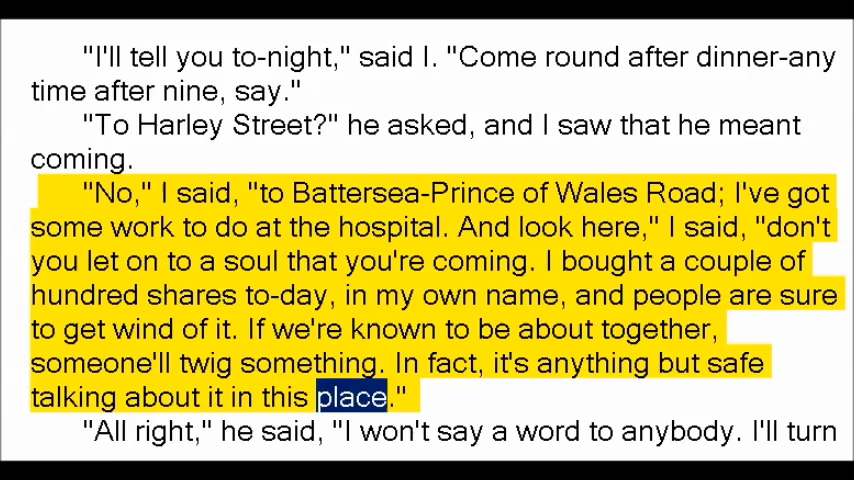 "I'll tell you to-night," said I. "Come round after dinner-any
time after nine, say."
"To Harley Street?" he asked, and I saw that he meant
coming.
"No," I said, "to Battersea-Prince of Wales Road; I've got
some work to do at the hospital. And look here," I said, "don't
you let on to a soul that you're coming. I bought a couple of
hundred shares to-day, in my own name, and people are sure
to get wind of it. If we're known to be about together,
someone'll twig something. In fact, it's anything but safe
talking about it in this place."
"All right," he said, "I won't say a word to anybody. I'll turn